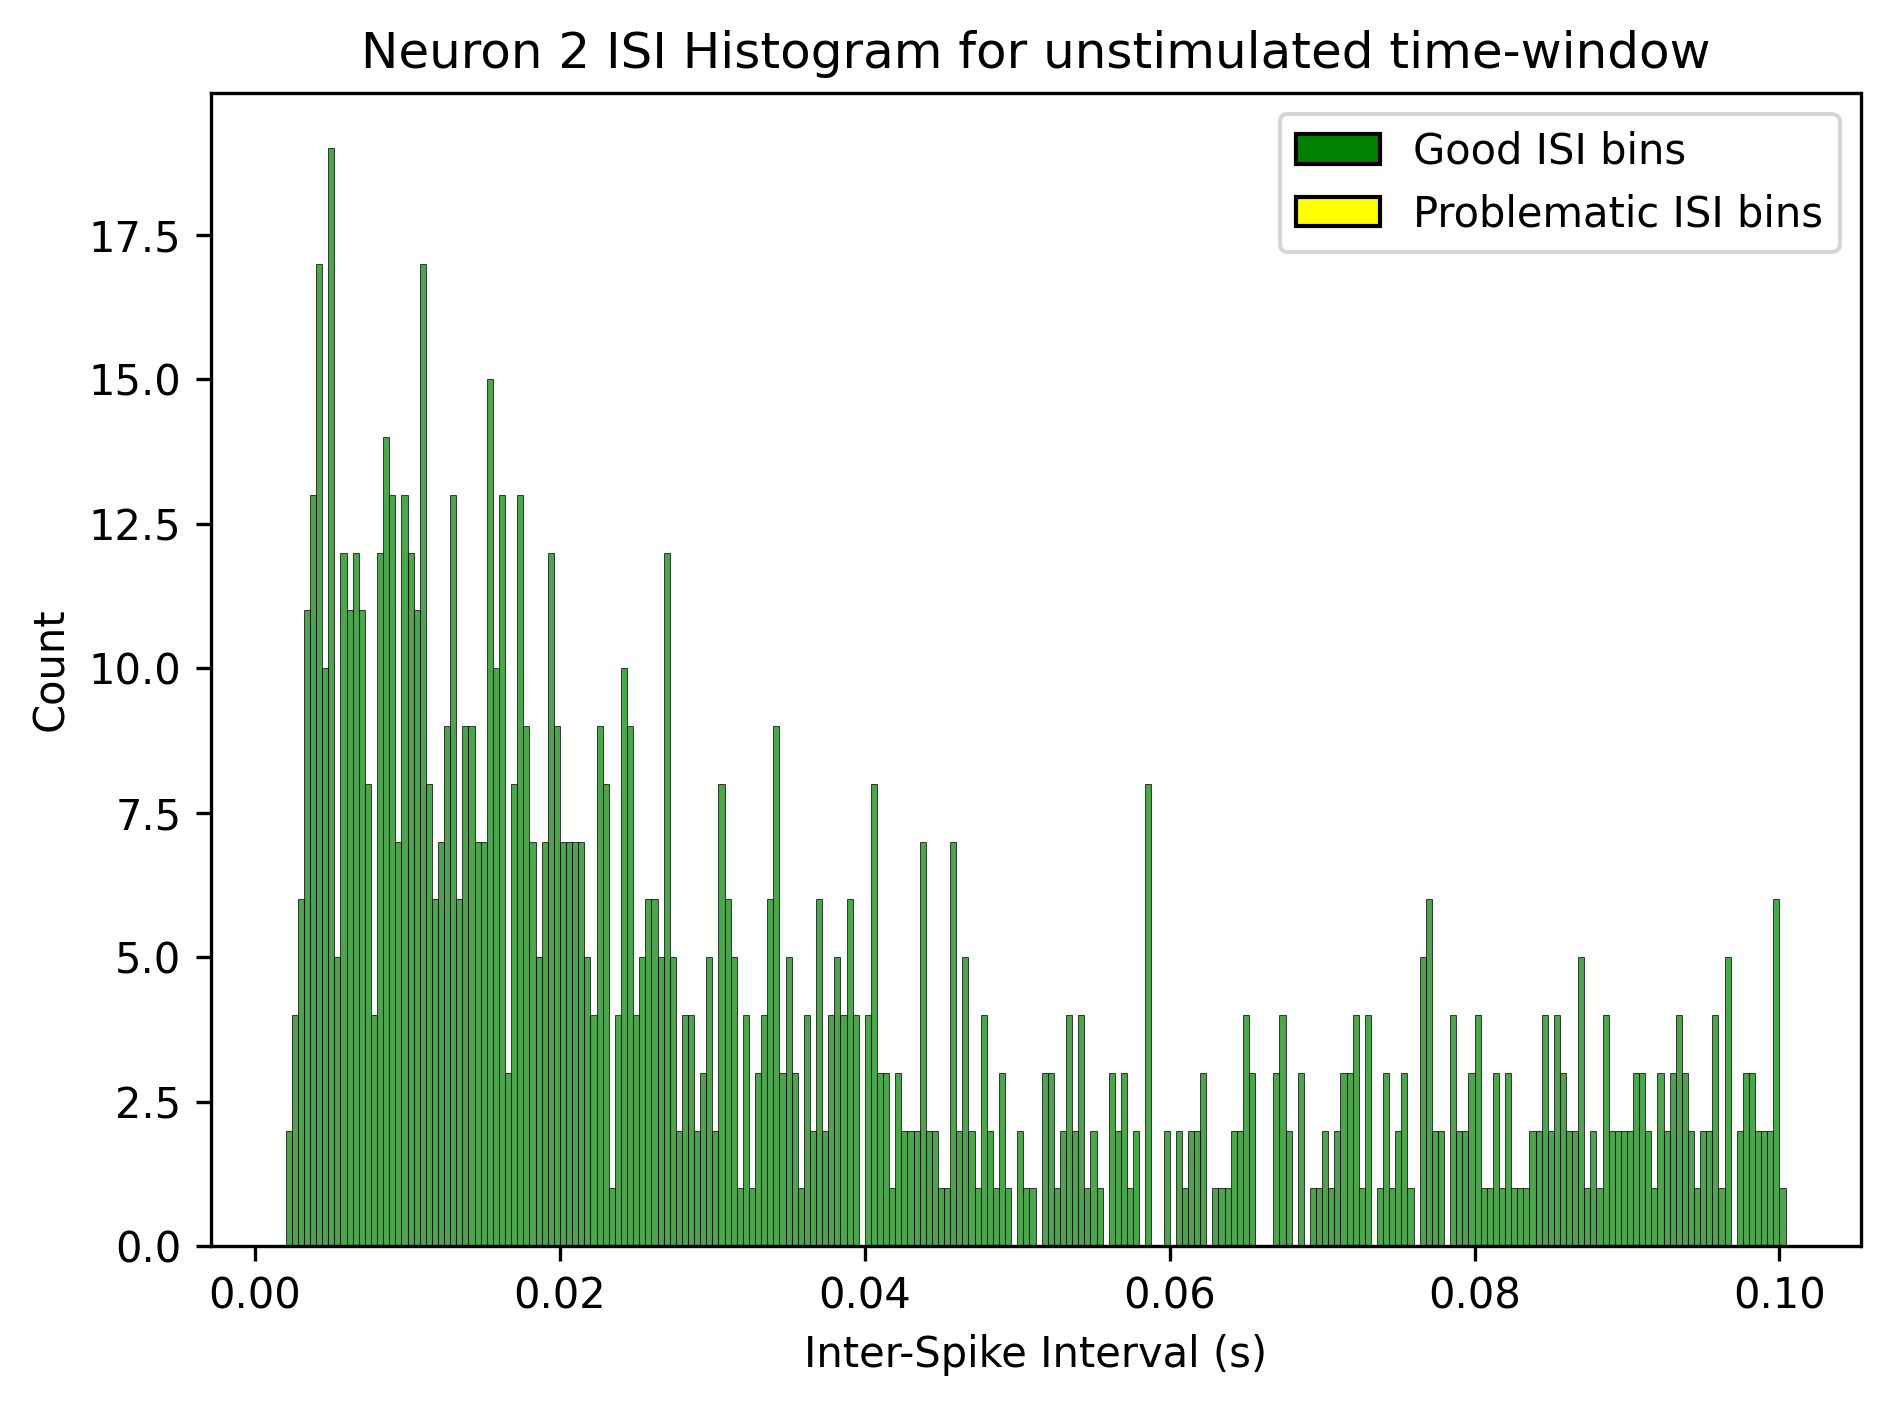 Neuron 2 ISI Histogram for unstimulated time-window
Good ISI bins
Problematic ISI bins
17.5
15.0
12.5
10.0
7.5
5.0
2.5
0.0
Count
0.00 0.02 0.04 0.06 0.08 0.10
Inter-Spike Interval (s)